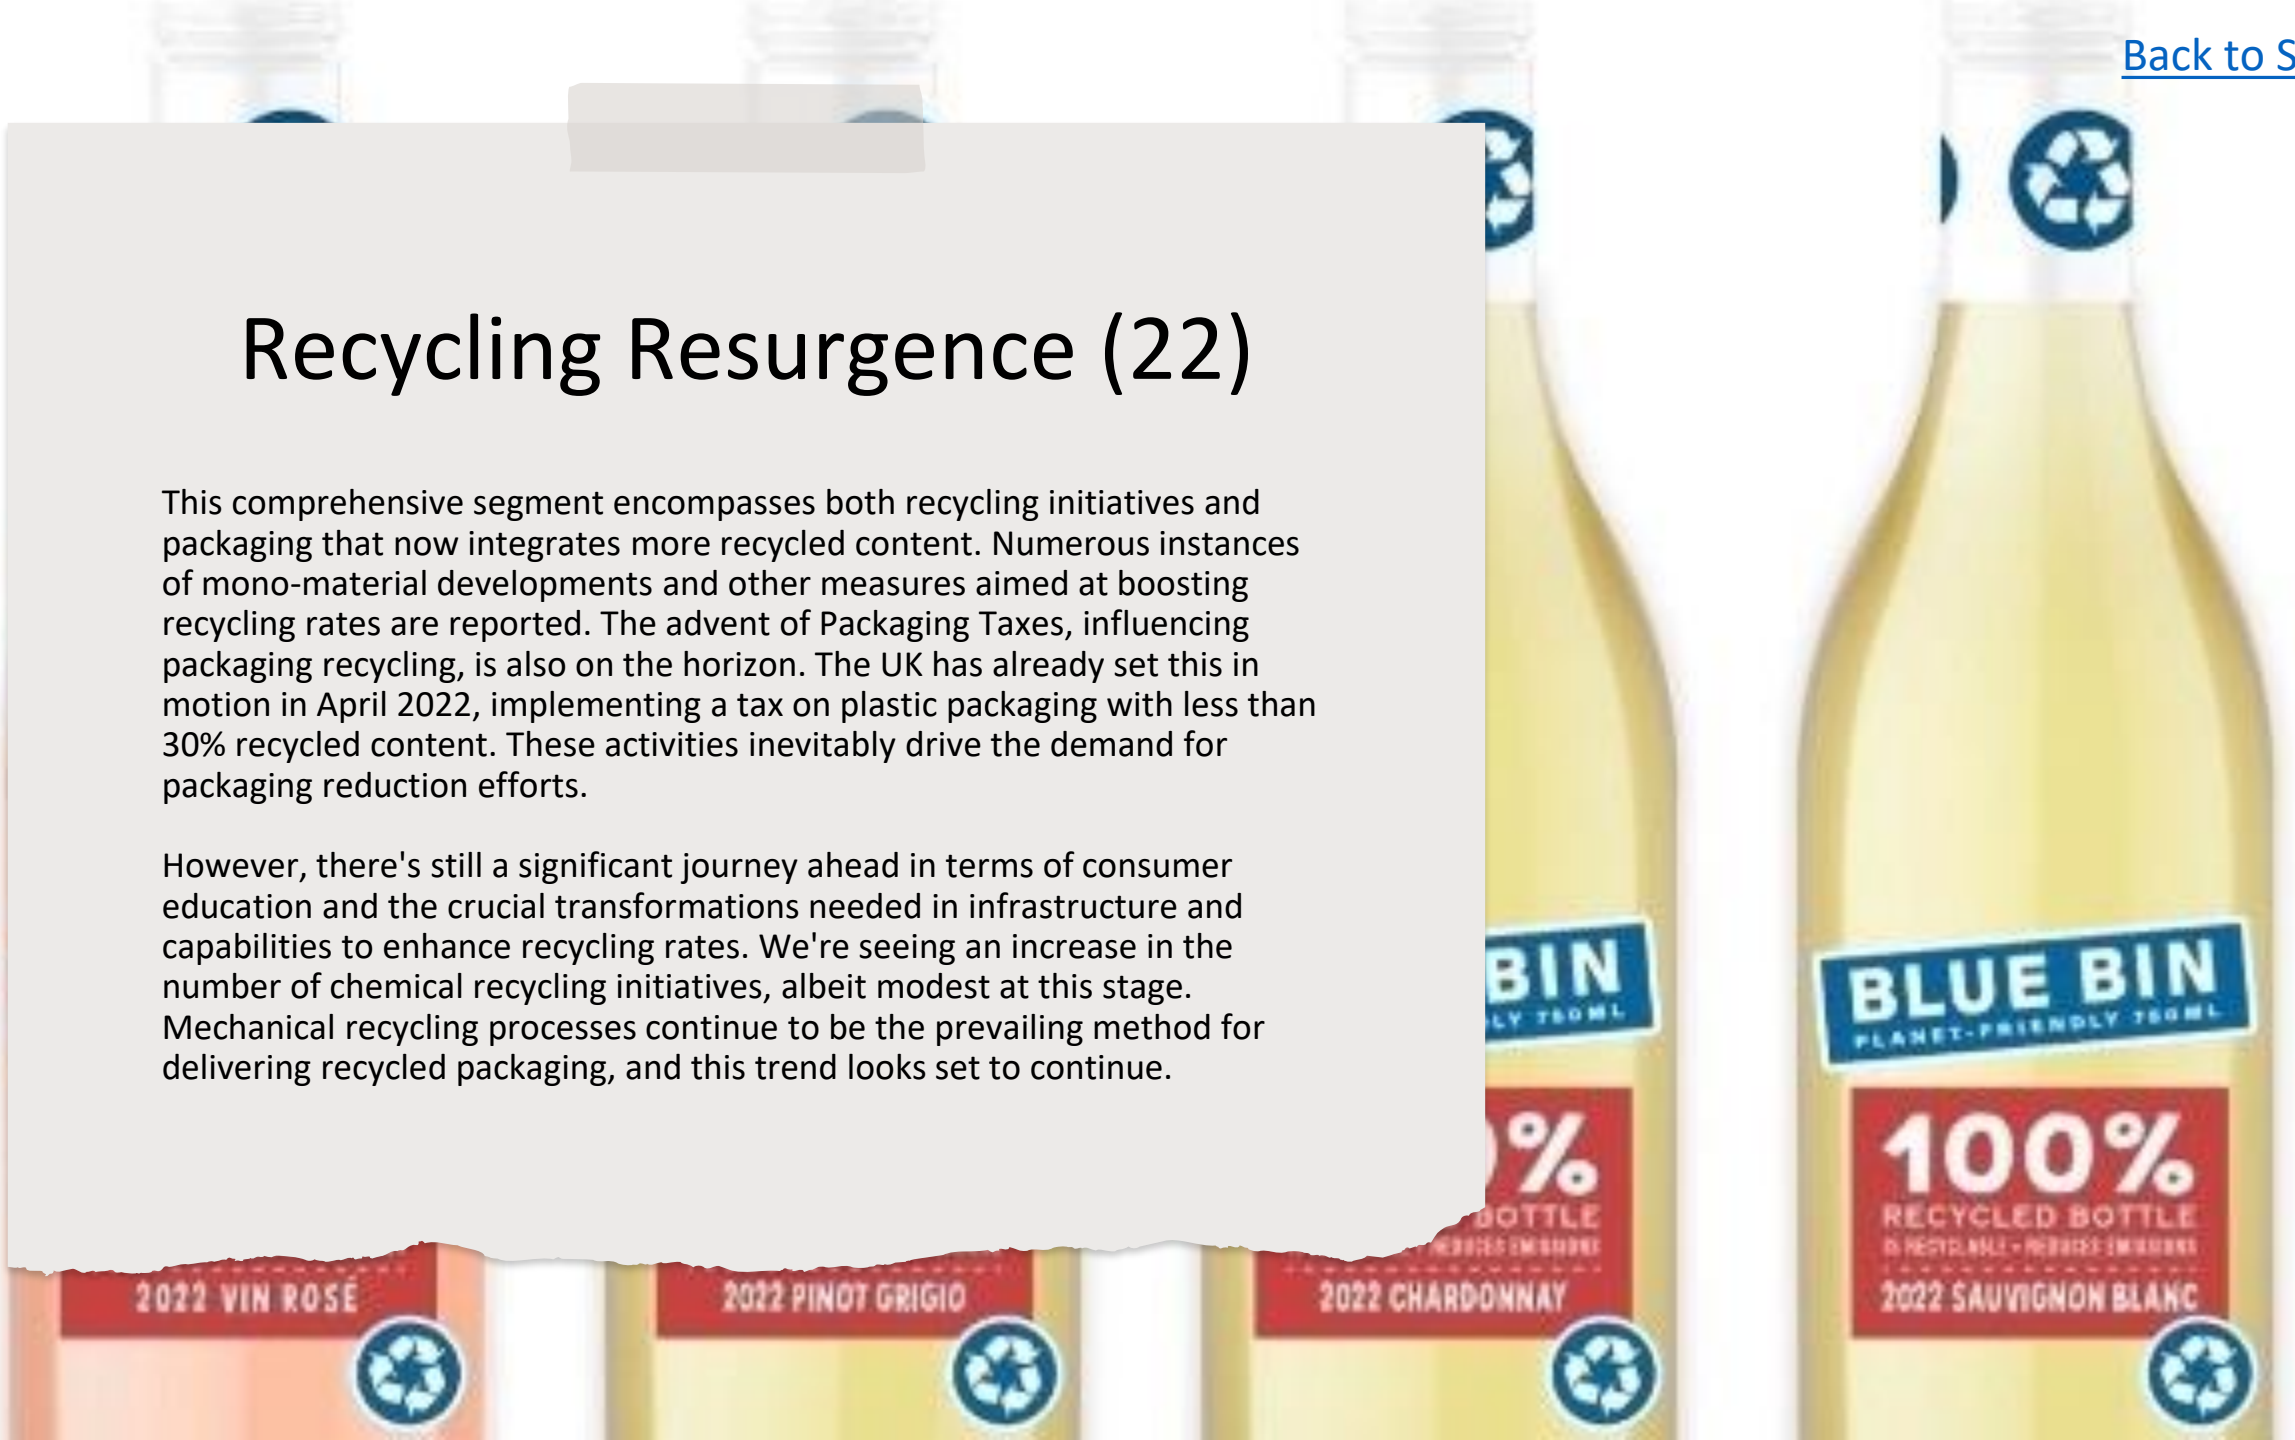 Back to S
Recycling Resurgence (22)
This comprehensive segment encompasses both recycling initiatives and
packaging that now integrates more recycled content. Numerous instances
of mono-material developments and other measures aimed at boosting
recycling rates are reported. The advent of Packaging Taxes, influencing
packaging recycling, is also on the horizon. The UK has already set this in
motion in April 2022, implementing a tax on plastic packaging with less than
30% recycled content. These activities inevitably drive the demand for
packaging reduction efforts.
However, there's still a significant journey ahead in terms of consumer
education and the crucial transformations needed in infrastructure and
capabilities to enhance recycling rates. We're seeing an increase in the
number of chemical recycling initiatives, albeit modest at this stage.
Mechanical recycling processes continue to be the prevailing method for
delivering recycled packaging, and this trend looks set to continue.
2022 VIN ROSÉ
2022 PINOT GRIGIO
BIN
LY 750ML
%
BOTTLE
REDUCES EMISSIONS
2022 CHARDONNAY
BLUE BIN
PLANET-FRIENDLY 750ML
100%
RECYCLED BOTTLE
IS RECYCLABLE • REDUCES EMISSIONS
2022 SAUVIGNON BLANC